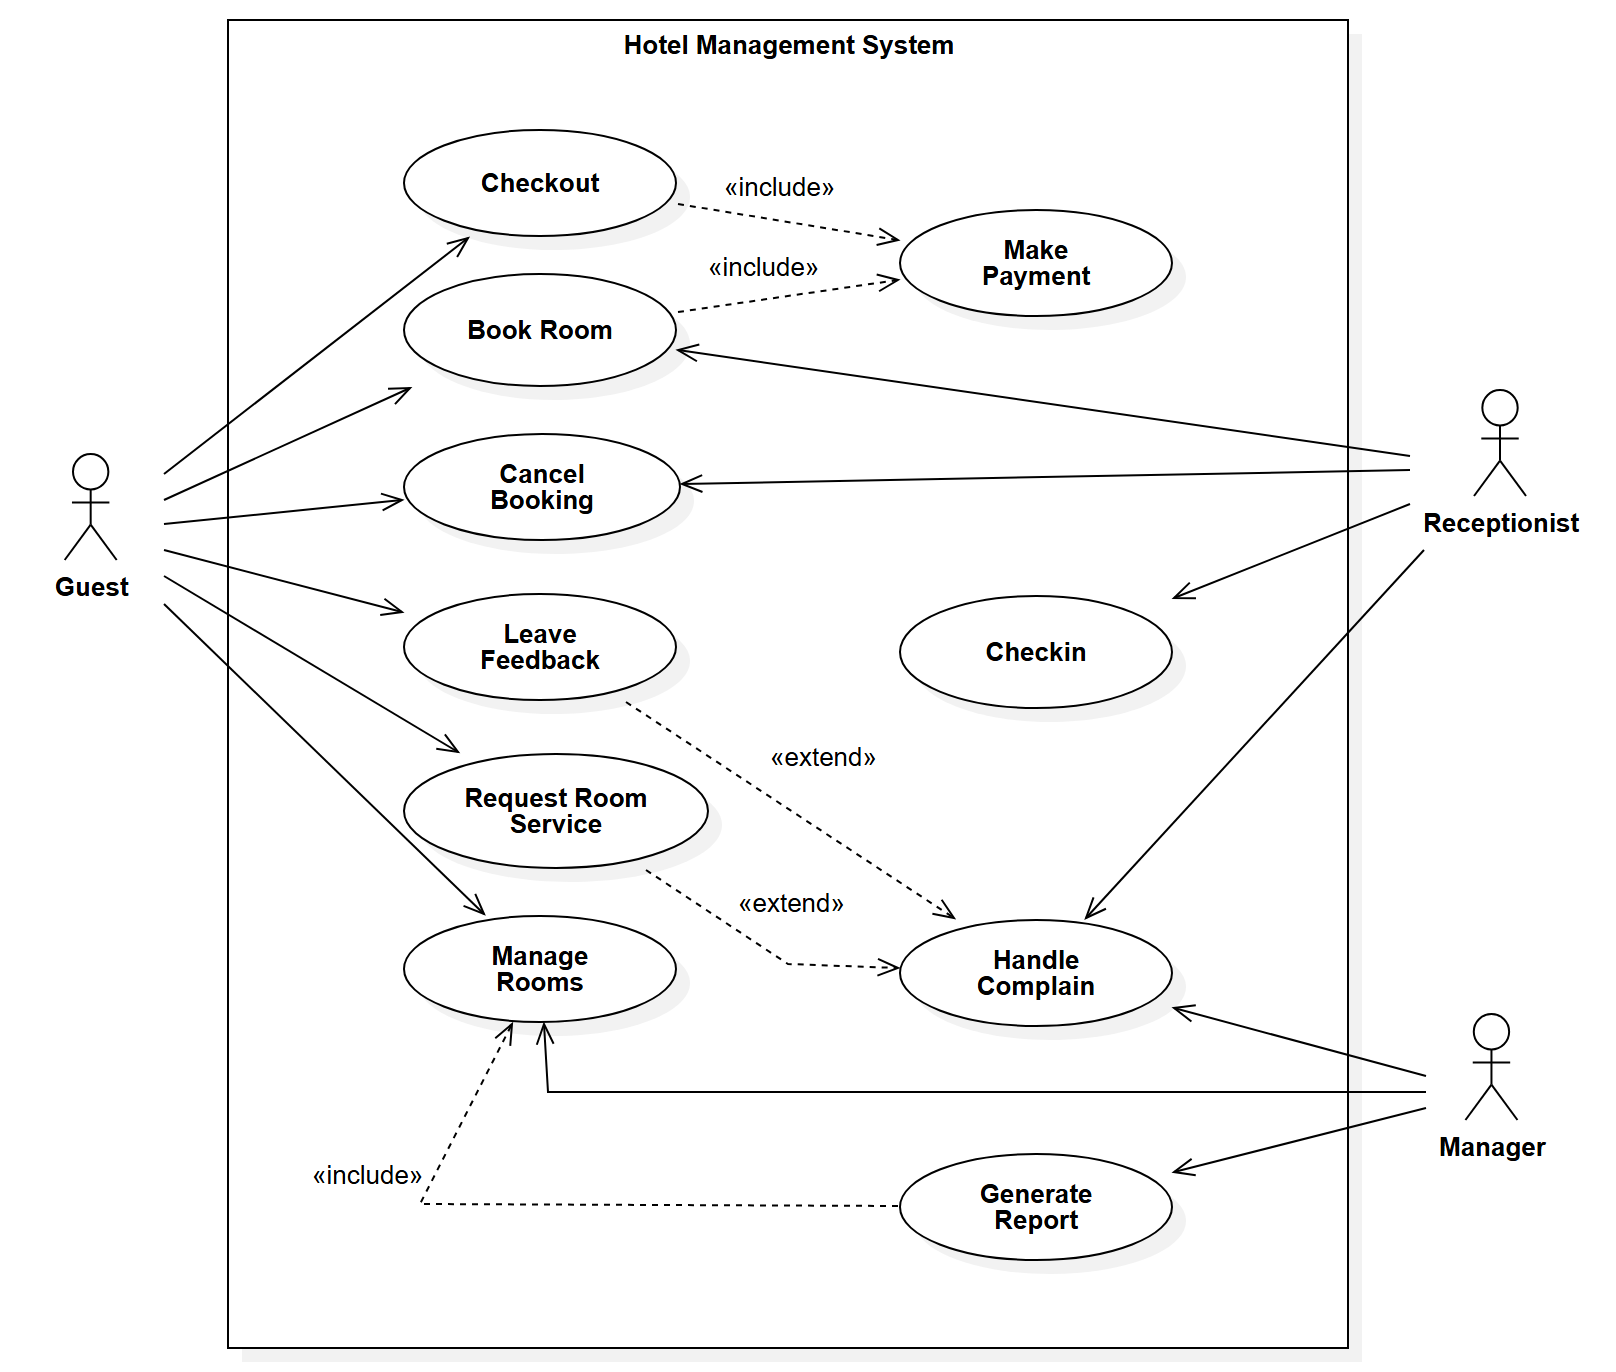 Hotel Management System
Checkout
«include»
Make
Payment
«include»
Book Room
Cancel
Booking
Guest
Receptionist
Leave
Feedback
Checkin
«extend»
Request Room
Service
«extend»
Manage
Rooms
Handle
Complain
Manager
«include»
Generate
Report